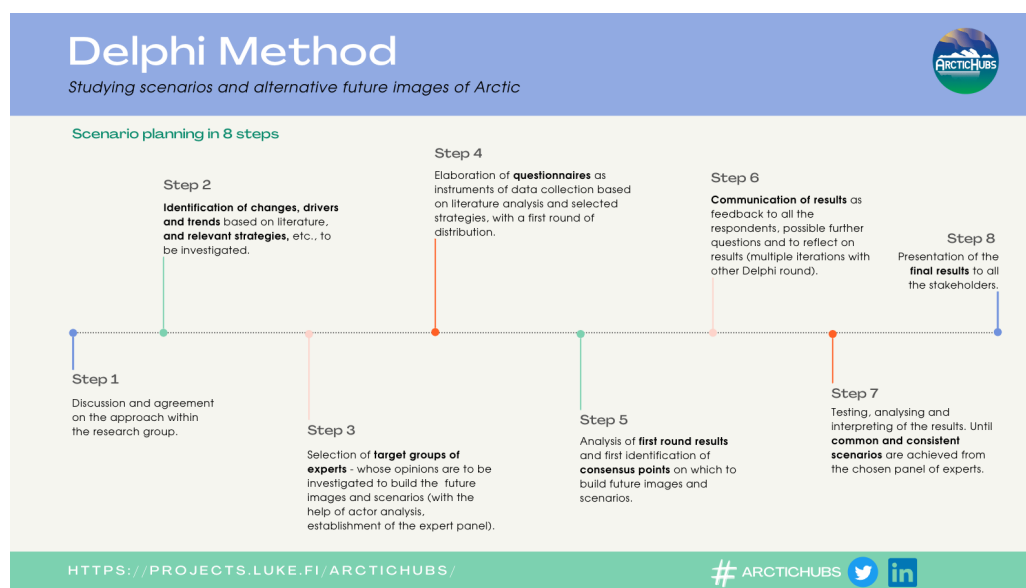 Delphi Method
Studying scenarios and alternative future images of Arctic
ARCTICHUBS
Scenario planning in 8 steps
Step 1
Discussion and agreement
on the approach within
the research group.
Step 2
Identification of changes, drivers
and trends based on literature,
and relevant strategies, etc., to
be investigated.
Step 3
Selection of target groups of
experts - whose opinions are to be
investigated to build the future
images and scenarios (with the
help of actor analysis,
establishment of the expert panel).
Step 4
Elaboration of questionnaires as
instruments of data collection based
on literature analysis and selected
strategies, with a first round of
distribution.
Step 5
Analysis of first round results
and first identification of
consensus points on which to
build future images and
scenarios.
Step 6
Communication of results as
feedback to all the
respondents, possible further
questions and to reflect on
results (multiple iterations with
other Delphi round).
Step 7
Testing, analysing and
interpreting of the results. Until
common and consistent
scenarios are achieved from
the chosen panel of experts.
Step 8
Presentation of the
final results to all
the stakeholders.
HTTPS://PROJECTS.LUKE.FI/ARCTICHUBS/
# ARCTICHUBS
in